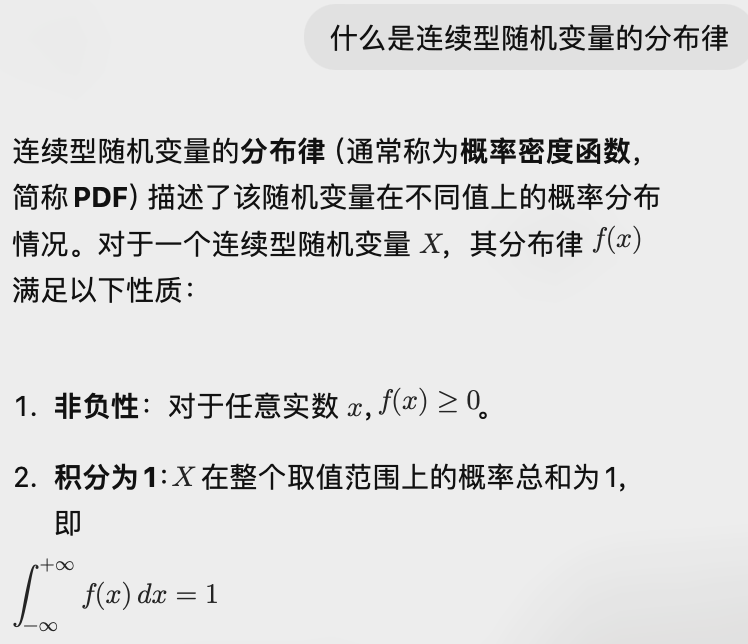 什么是连续型随机变量的分布律
连续型随机变量的分布律（通常称为概率密度函数，
简称 PDF）描述了该随机变量在不同值上的概率分布
情况。对于一个连续型随机变量 X，其分布律 f(x)
满足以下性质：
1. 非负性：对于任意实数 x, f(x) ≥ 0。
2. 积分为 1: X 在整个取值范围上的概率总和为 1,
即
∫_{-∞}^{+∞} f(x) dx = 1